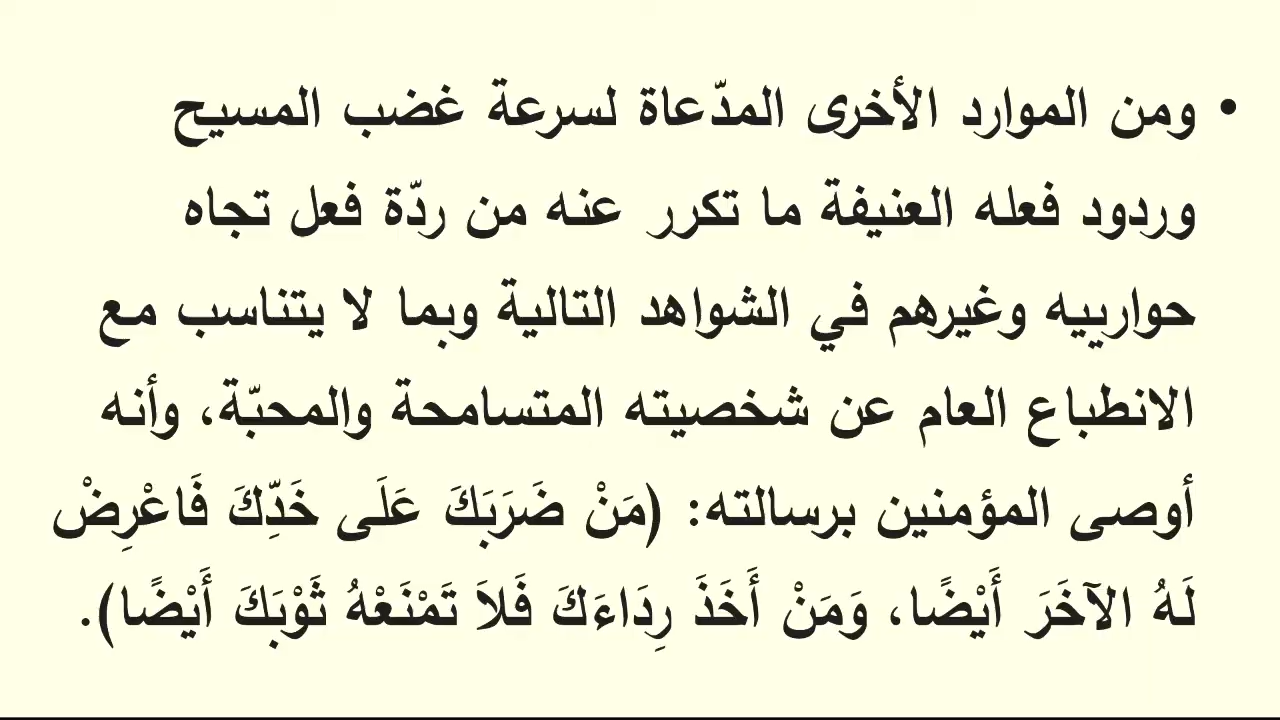 • ومن الموارد الأخرى المدّعاة لسرعة غضب المسيح
وردود فعله العنيفة ما تكرر عنه من ردّة فعل تجاه
حوارييه وغيرهم في الشواهد التالية وبما لا يتناسب مع
الانطباع العام عن شخصيته المتسامحة والمحبّة، وأنه
أوصى المؤمنين برسالته: (مَنْ ضَرَبَكَ عَلَى خَدِّكَ فَاعْرِضْ
لَهُ الآخَرَ أَيْضًا، وَمَنْ أَخَذَ رِدَاءَكَ فَلاَ تَمْنَعْهُ ثَوْبَكَ أَيْضًا).